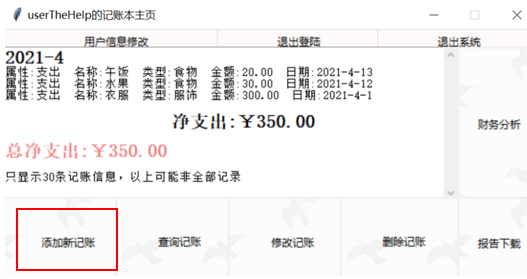 userTheHelp的记账本主页
用户信息修改 退出登陆 退出系统
2021-4
属性:支出 名称:午饭 类型:食物 金额:20.00 日期:2021-4-13
属性:支出 名称:水果 类型:食物 金额:30.00 日期:2021-4-12
属性:支出 名称:衣服 类型:服饰 金额:300.00 日期:2021-4-1
净支出:￥350.00
总净支出:￥350.00
只显示30条记账信息，以上可能非全部记录
财务分析
添加新记账 查询记账 修改记账 删除记账 报告下载